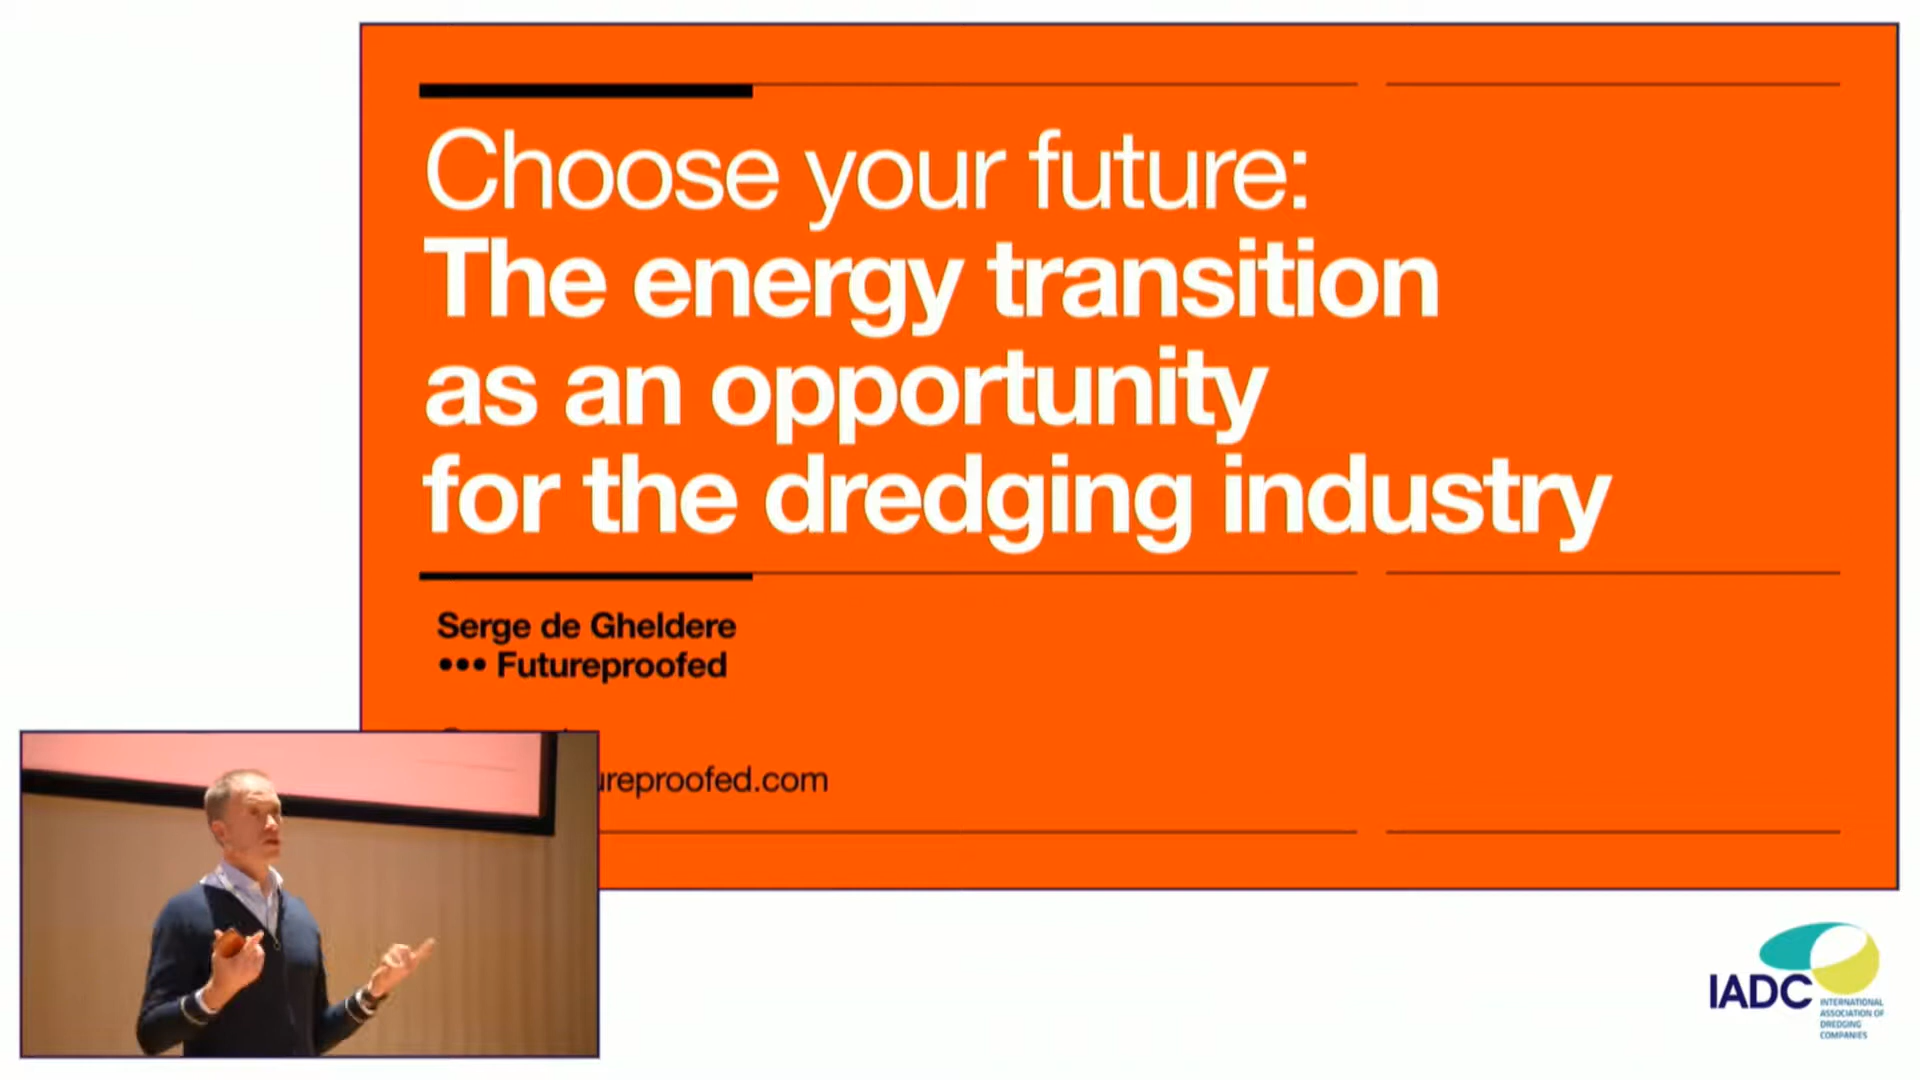 Choose your future:
The energy transition
as an opportunity
for the dredging industry
Serge de Gheldere
••• Futureproofed
ureproofed.com
IADC
INTERNATIONAL
ASSOCIATION OF
DREDGING
COMPANIES